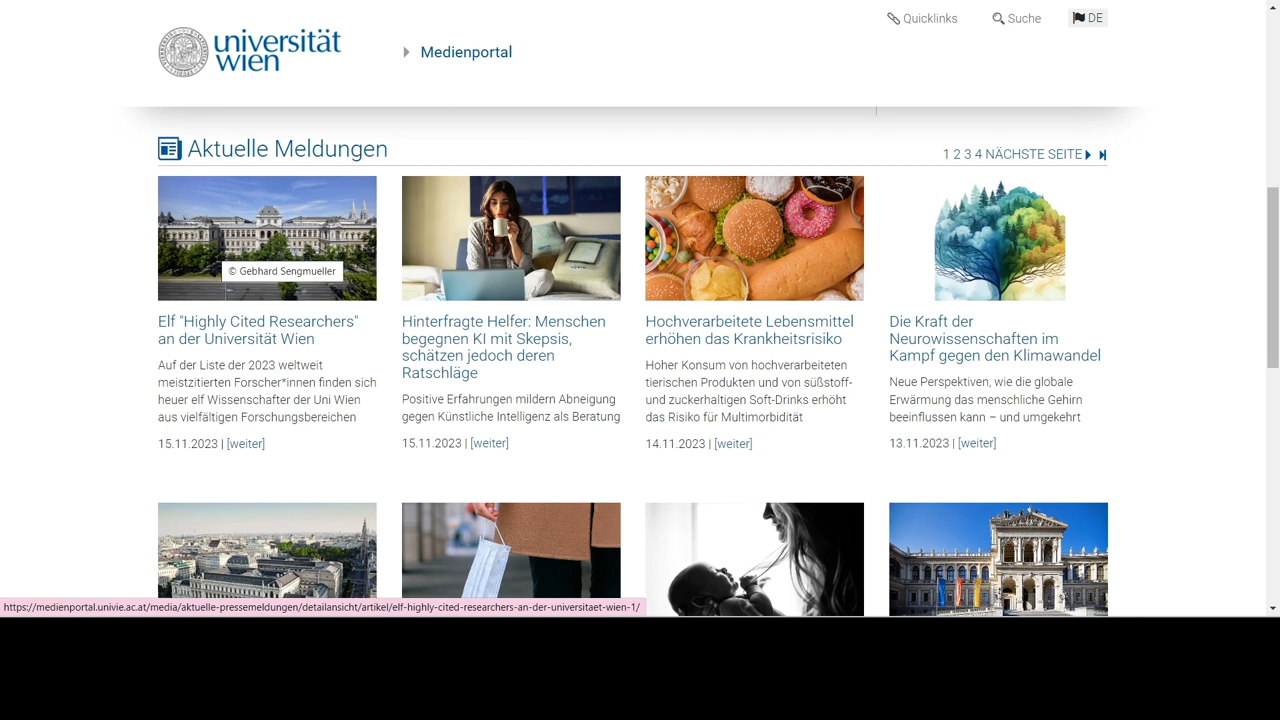 Quicklinks
Suche
DE
universität
wien
Medienportal
Aktuelle Meldungen
1 2 3 4 NÄCHSTE SEITE
© Gebhard Sengmueller
Elf "Highly Cited Researchers"
an der Universität Wien
Auf der Liste der 2023 weltweit
meistzitierten Forscher*innen finden sich
heuer elf Wissenschafter der Uni Wien
aus vielfältigen Forschungsbereichen
15.11.2023 | [weiter]
Hinterfragte Helfer: Menschen
begegnen KI mit Skepsis,
schätzen jedoch deren
Ratschläge
Positive Erfahrungen mildern Abneigung
gegen Künstliche Intelligenz als Beratung
15.11.2023 | [weiter]
Hochverarbeitete Lebensmittel
erhöhen das Krankheitsrisiko
Hoher Konsum von hochverarbeiteten
tierischen Produkten und von süßstoff-
und zuckerhaltigen Soft-Drinks erhöht
das Risiko für Multimorbidität
14.11.2023 | [weiter]
Die Kraft der
Neurowissenschaften im
Kampf gegen den Klimawandel
Neue Perspektiven, wie die globale
Erwärmung das menschliche Gehirn
beeinflussen kann – und umgekehrt
13.11.2023 | [weiter]
https://medienportal.univie.ac.at/media/aktuelle-pressemeldungen/detailansicht/artikel/elf-highly-cited-researchers-an-der-universitaet-wien-1/